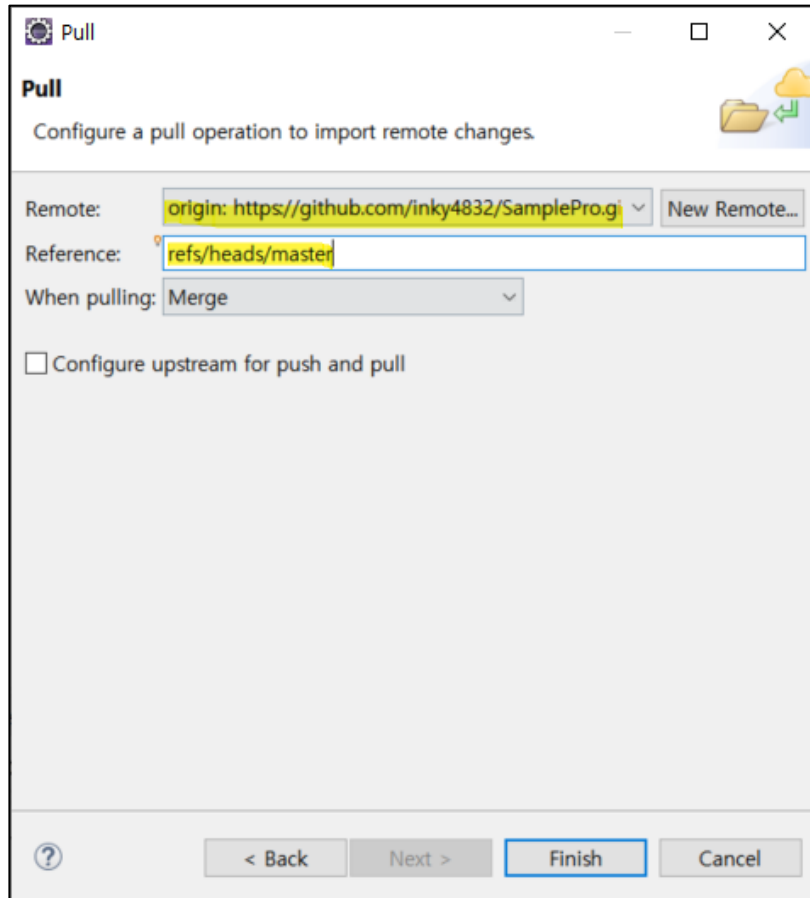 Pull
Pull
Configure a pull operation to import remote changes.
Remote: origin: https://github.com/inky4832/SamplePro.gi New Remote...
Reference: refs/heads/master
When pulling: Merge
Configure upstream for push and pull
? < Back Next > Finish Cancel